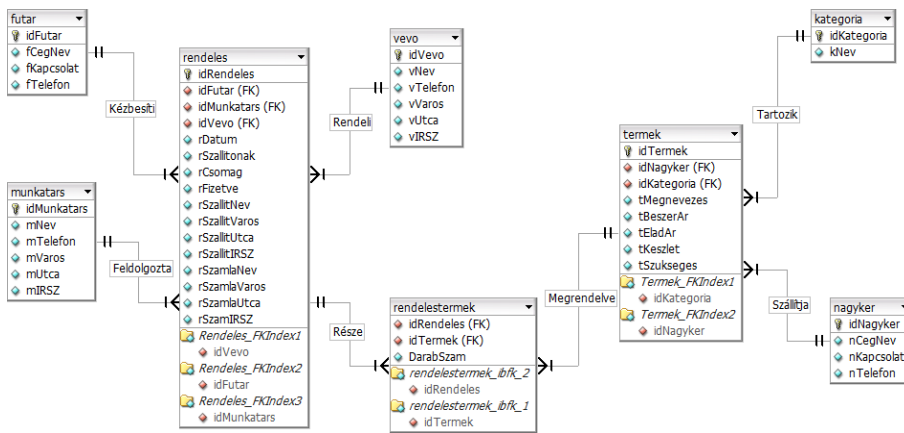 futar
idFutar
fCegNev
fKapcsolat
fTelefon
Kézbesíti
munkatars
idMunkatars
mNev
mTelefon
mVaros
mUtca
mIRSZ
Feldolgozta
rendeles
idRendeles
idFutar (FK)
idMunkatars (FK)
idVevo (FK)
rDatum
rSzallitonak
rCsomag
rFizetve
rSzallitNev
rSzallitVaros
rSzallitUtca
rSzallitIRSZ
rSzamlaNev
rSzamlaVaros
rSzamlaUtca
rSzamIRSZ
Rendeles_FKIndex1
idVevo
Rendeles_FKIndex2
idFutar
Rendeles_FKIndex3
idMunkatars
Rendeli
Része
vevo
idVevo
vNev
vTelefon
vVaros
vUtca
vIRSZ
rendelestermek
idRendeles (FK)
idTermek (FK)
DarabSzam
rendelestermek_ibfk_2
idRendeles
rendelestermek_ibfk_1
idTermek
Megrendelve
termek
idTermek
idNagyker (FK)
idKategoria (FK)
tMegnevezes
tBeszerAr
tEladAr
tKeszlet
tSzukseges
Termek_FKIndex1
idKategoria
Termek_FKIndex2
idNagyker
Tartozik
Szállítja
kategoria
idKategoria
kNev
nagyker
idNagyker
nCegNev
nKapcsolat
nTelefon